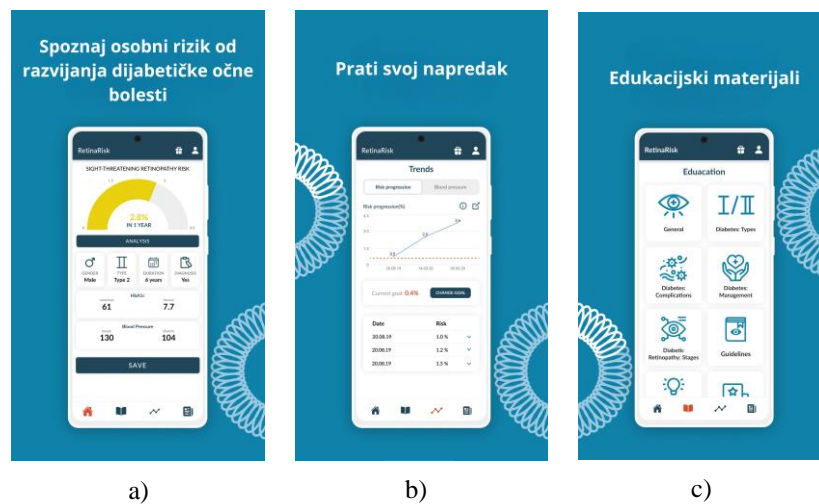 Spoznaj osobni rizik od
razvijanja dijabetičke očne
bolesti
RetinaRisk
SIGHT-THREATENING RETINOPATHY RISK
2.8%
IN 1 YEAR
ANALYSIS
GENDER
Male
TYPE
Type 2
DURATION
6 years
DIAGNOSIS
Yes
HbA1c
61
7.7
Blood Pressure
130
104
SAVE
a)
Prati svoj napredak
RetinaRisk
Trends
Risk progression
Blood pressure
Risk progression(%)
Current goal: 0.4%
CHANGE GOAL
Date
Risk
20.08.19
1.0 %
20.06.19
1.2 %
20.06.19
1.5 %
b)
Edukacijski materijali
RetinaRisk
Eduacation
General
Diabetes: Types
Diabetes:
Complications
Diabetes:
Management
Diabetic
Retinopathy: Stages
Guidelines
c)